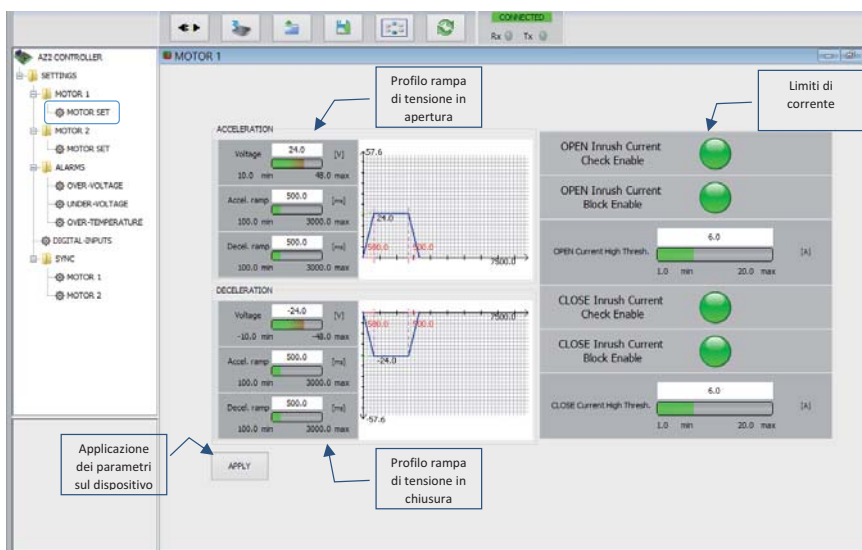 CONNECTED
Rx Tx
AZ2 CONTROLLER
SETTINGS
MOTOR 1
MOTOR SET
MOTOR 2
MOTOR SET
ALARMS
OVER-VOLTAGE
UNDER-VOLTAGE
OVER-TEMPERATURE
DIGITAL-INPUTS
SYNC
MOTOR 1
MOTOR 2
MOTOR 1
Profilo rampa
di tensione in
apertura
Limiti di
corrente
ACCELERATION
Voltage 24.0 [V]
10.0 min 48.0 max
Accel. ramp 500.0 [ms]
100.0 min 3000.0 max
Decel. ramp 500.0 [ms]
100.0 min 3000.0 max
57.6
24.0
500.0 500.0
7500.0
DECELERATION
Voltage -24.0 [V]
-10.0 min -48.0 max
Accel. ramp 500.0 [ms]
100.0 min 3000.0 max
Decel. ramp 500.0 [ms]
100.0 min 3000.0 max
500.0 500.0
7500.0
-24.0
-57.6
OPEN Inrush Current
Check Enable
OPEN Inrush Current
Block Enable
6.0
OPEN Current High Thresh. [A]
1.0 min 20.0 max
CLOSE Inrush Current
Check Enable
CLOSE Inrush Current
Block Enable
6.0
CLOSE Current High Thresh. [A]
1.0 min 20.0 max
Applicazione
dei parametri
sul dispositivo
APPLY
Profilo rampa
di tensione in
chiusura